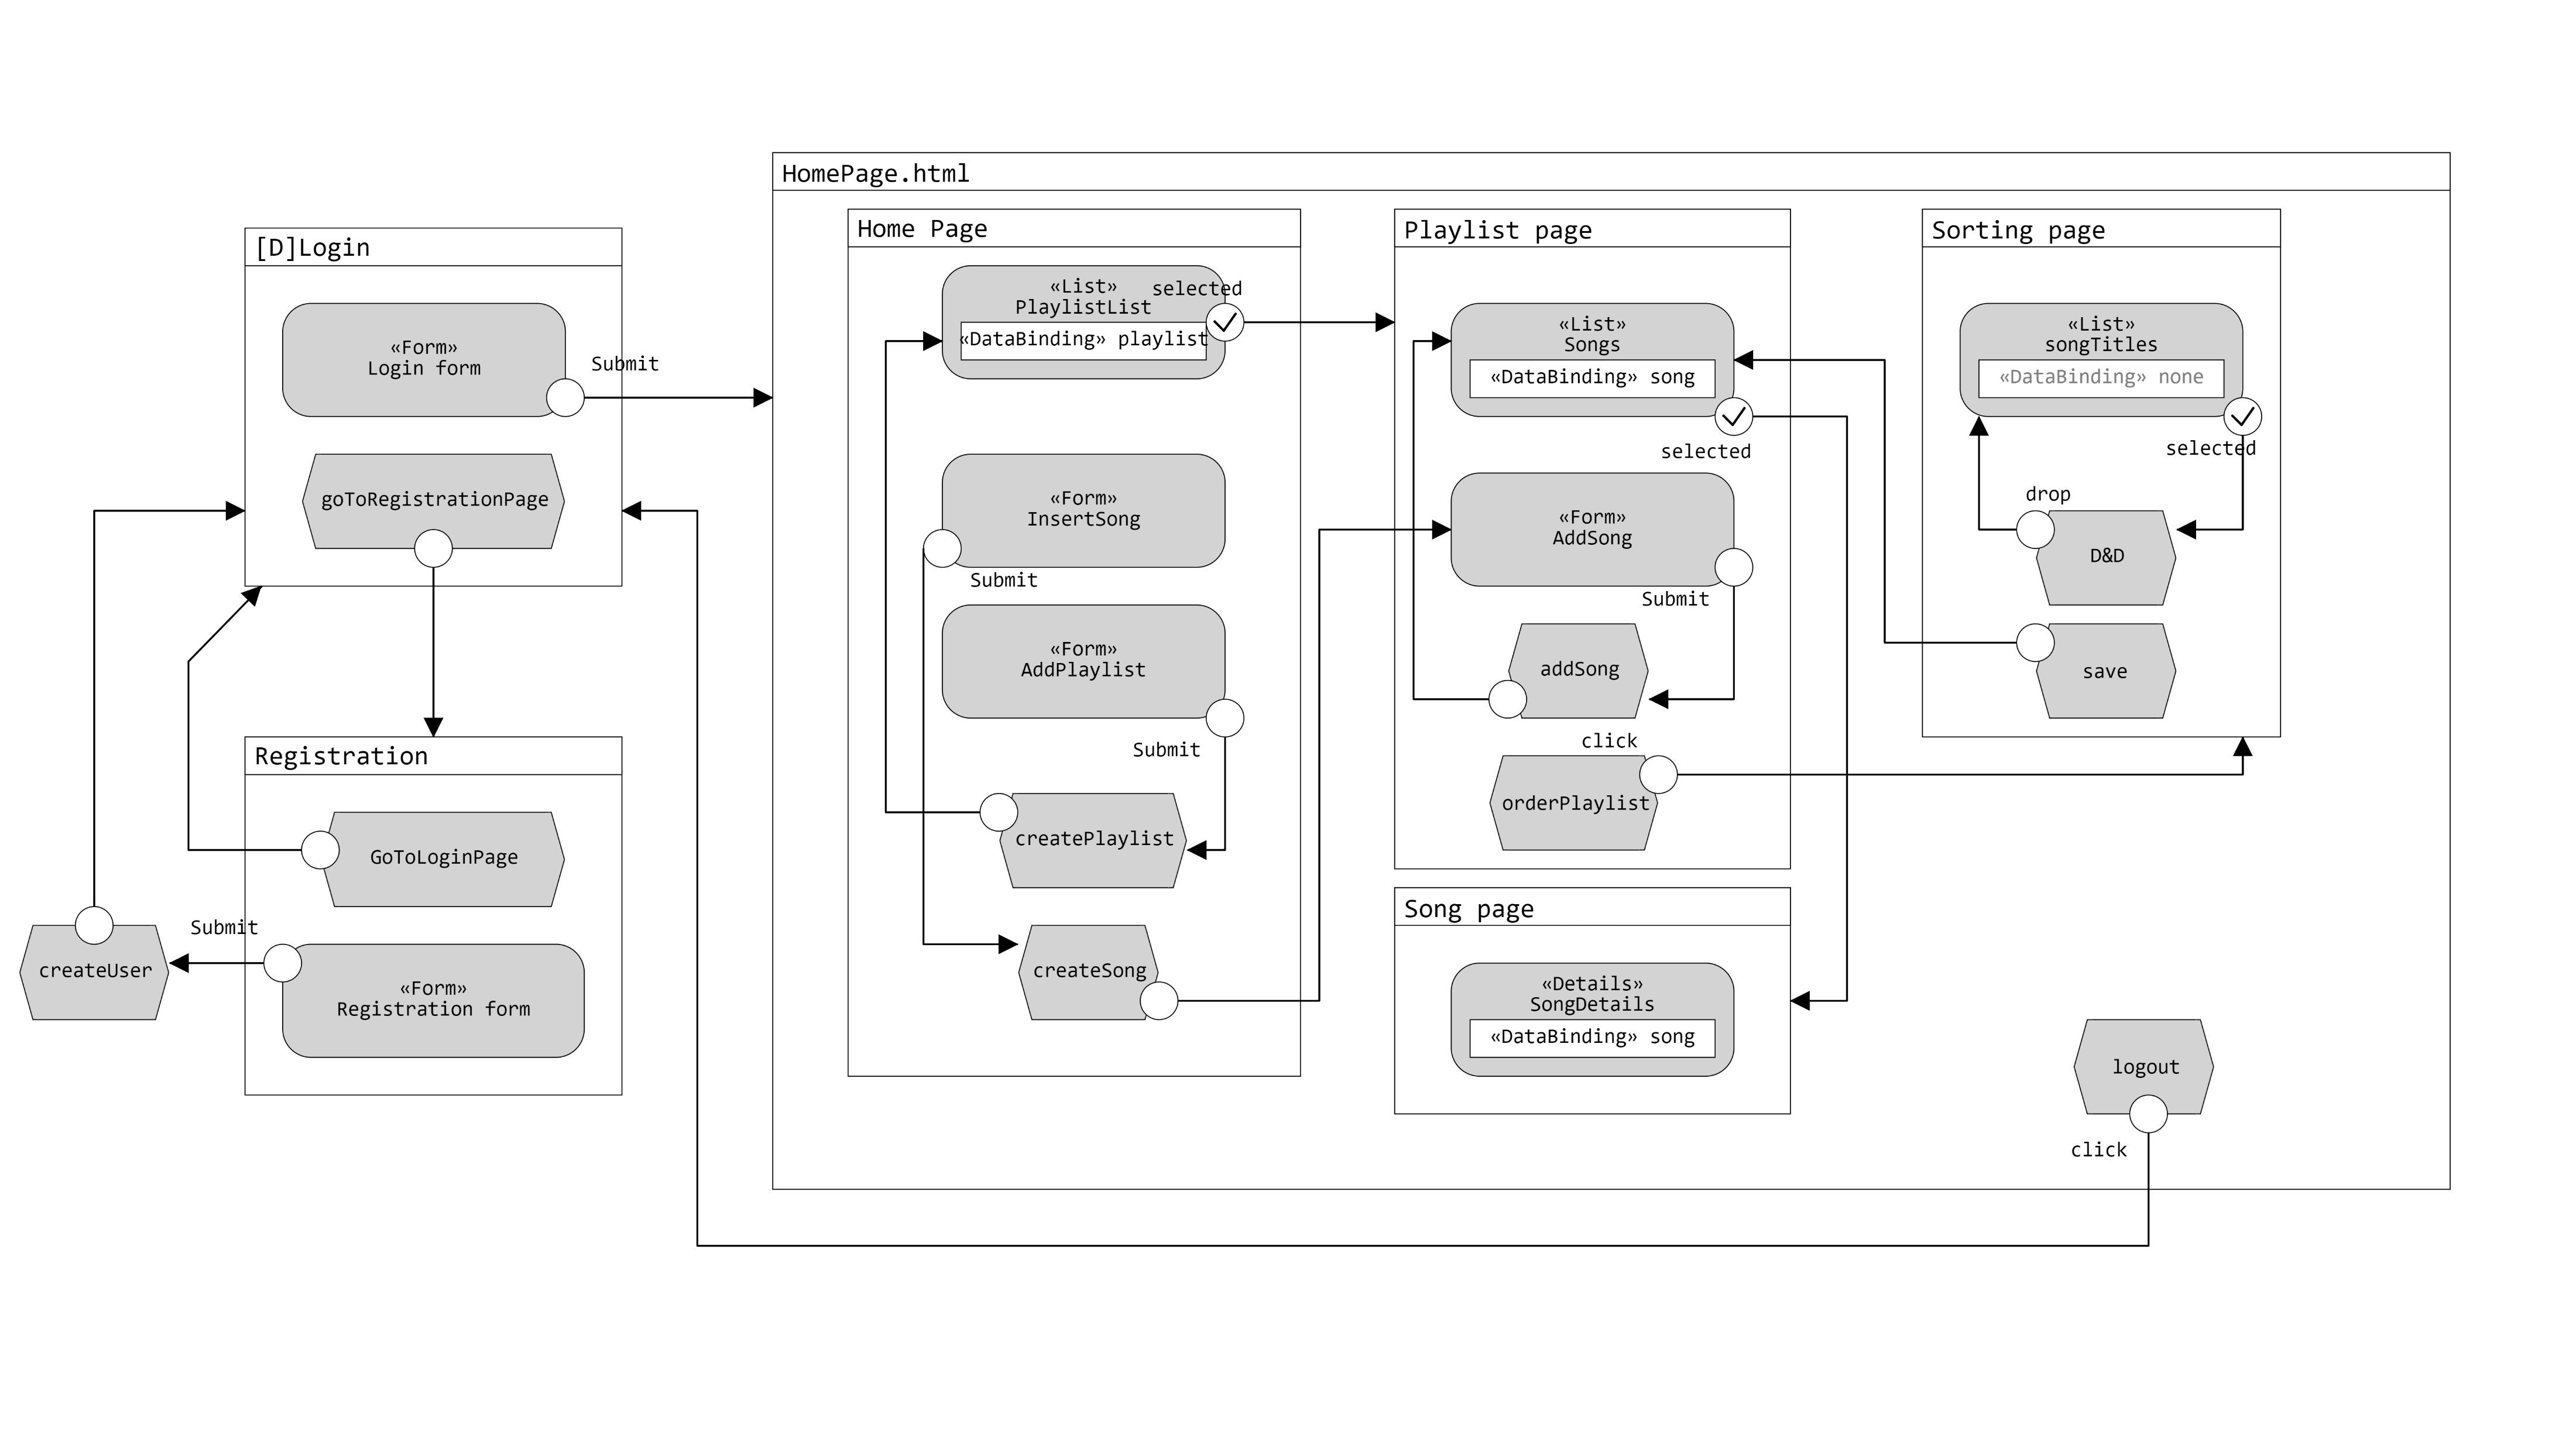 HomePage.html
[D]Login
«Form»
Login form
Submit
goToRegistrationPage
Registration
GoToLoginPage
Submit
createUser
«Form»
Registration form
Home Page
«List»
PlaylistList
selected
«DataBinding» playlist
«Form»
InsertSong
Submit
«Form»
AddPlaylist
Submit
createPlaylist
createSong
Playlist page
«List»
Songs
«DataBinding» song
selected
«Form»
AddSong
Submit
addSong
click
orderPlaylist
Song page
«Details»
SongDetails
«DataBinding» song
Sorting page
«List»
songTitles
«DataBinding» none
selected
drop
D&D
save
logout
click